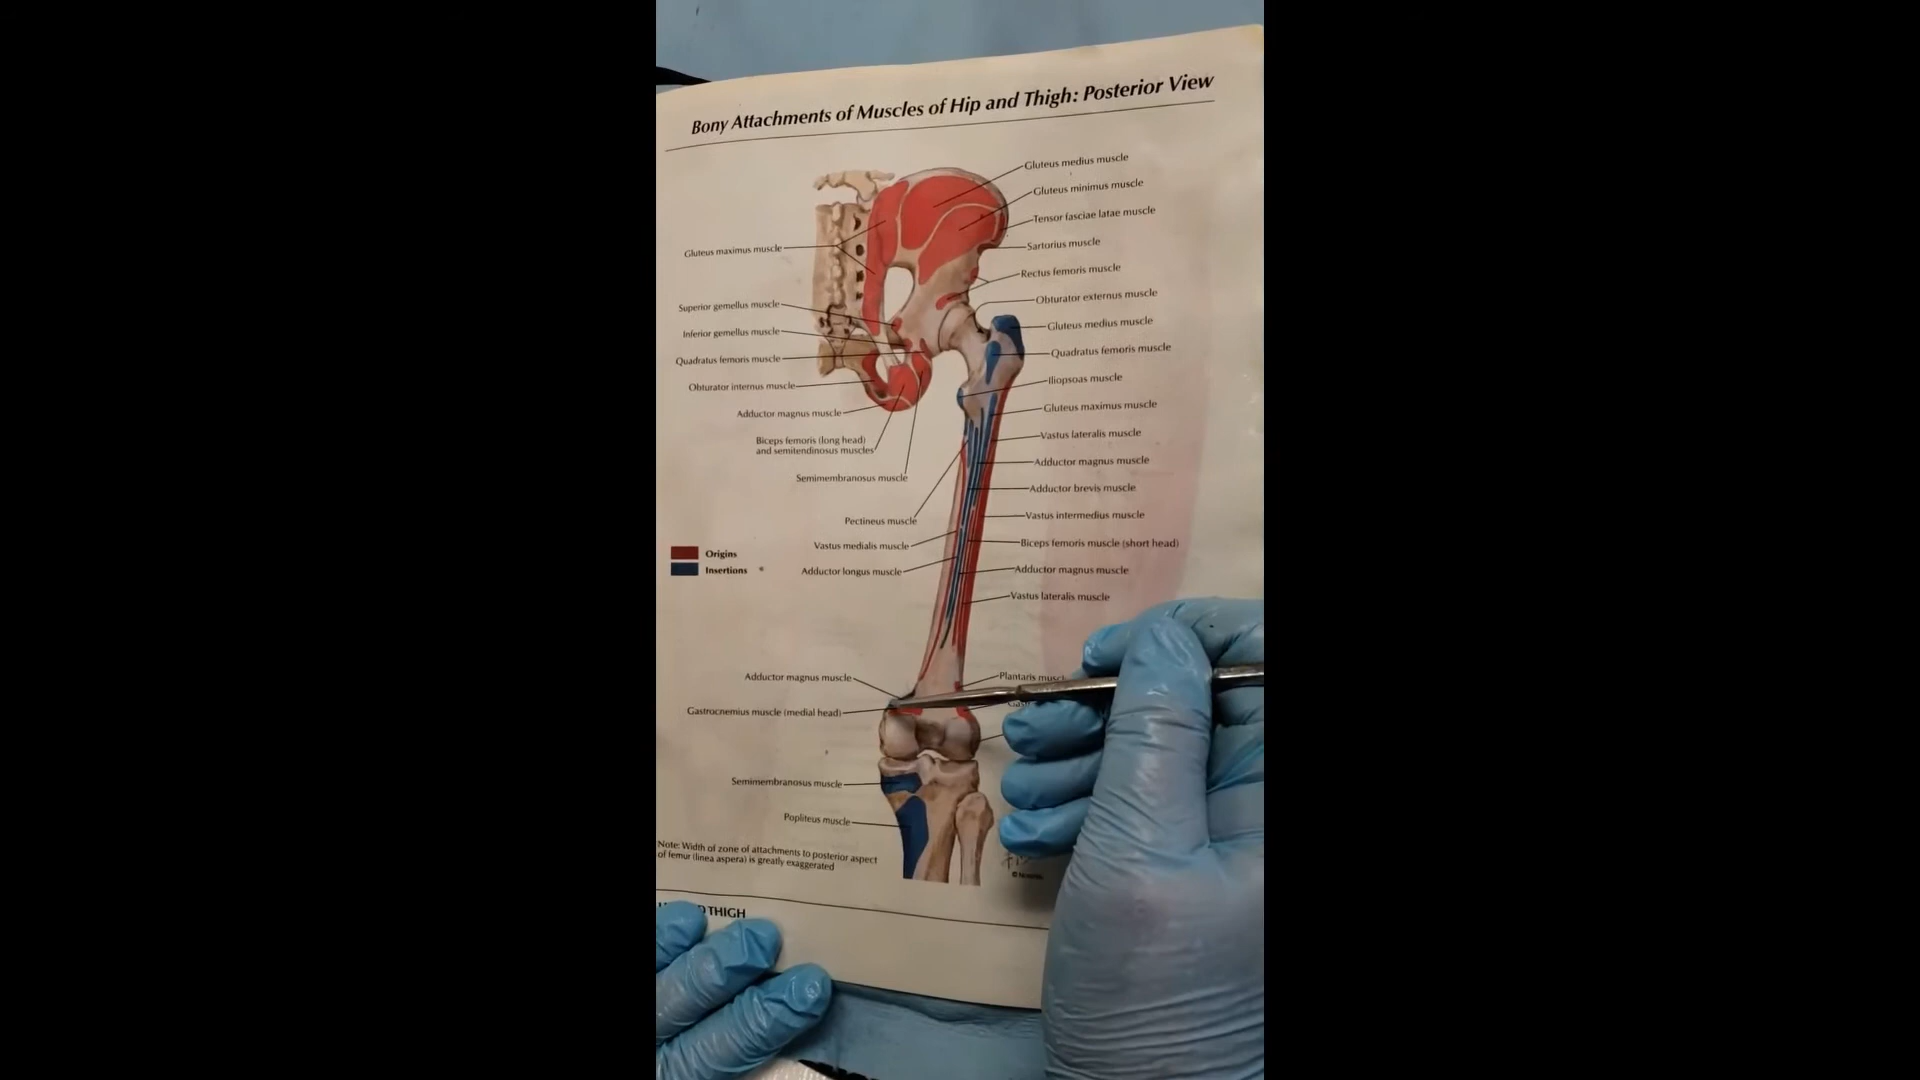 Bony Attachments of Muscles of Hip and Thigh: Posterior View
Gluteus medius muscle
Gluteus minimus muscle
Tensor fasciae latae muscle
Sartorius muscle
Rectus femoris muscle
Obturator externus muscle
Gluteus medius muscle
Quadratus femoris muscle
Iliopsoas muscle
Gluteus maximus muscle
Vastus lateralis muscle
Adductor magnus muscle
Adductor brevis muscle
Vastus intermedius muscle
Biceps femoris muscle (short head)
Adductor magnus muscle
Vastus lateralis muscle
Plantaris
Gluteus maximus muscle
Superior gemellus muscle
Inferior gemellus muscle
Quadratus femoris muscle
Obturator internus muscle
Adductor magnus muscle
Biceps femoris (long head)
and semitendinosus muscles
Semimembranosus muscle
Pectineus muscle
Vastus medialis muscle
Adductor longus muscle
Origins
Insertions
Adductor magnus muscle
Gastrocnemius muscle (medial head)
Semimembranosus muscle
Popliteus muscle
Note: Width of zone of attachments to posterior aspect
of femur (linea aspera) is greatly exaggerated
THIGH